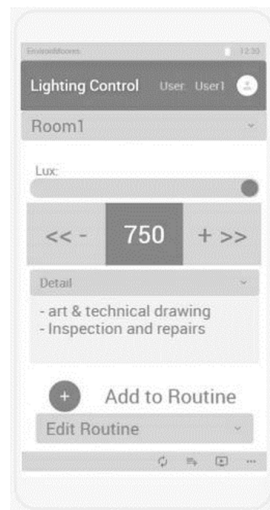 EnviroMoores
12:30
Lighting Control User: User1
Room1
Lux:
<< - 750 + >>
Detail
- art & technical drawing
- Inspection and repairs
+ Add to Routine
Edit Routine